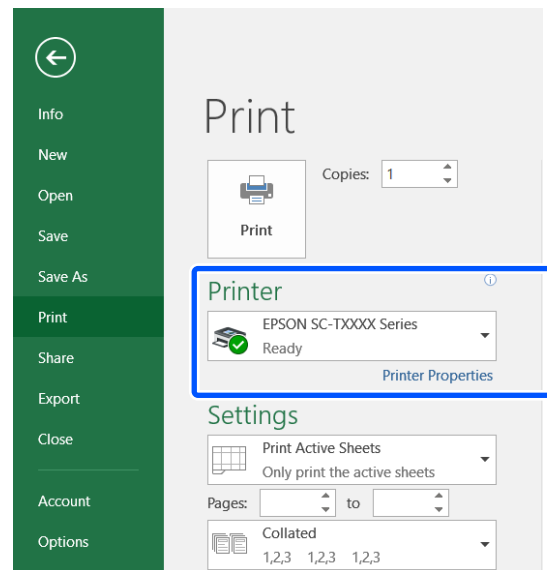 Info
New
Open
Save
Save As
Print
Share
Export
Close
Account
Options
Print
Copies: 1
Print
Printer
EPSON SC-TXXXX Series
Ready
Printer Properties
Settings
Print Active Sheets
Only print the active sheets
Pages: to
Collated
1,2,3 1,2,3 1,2,3